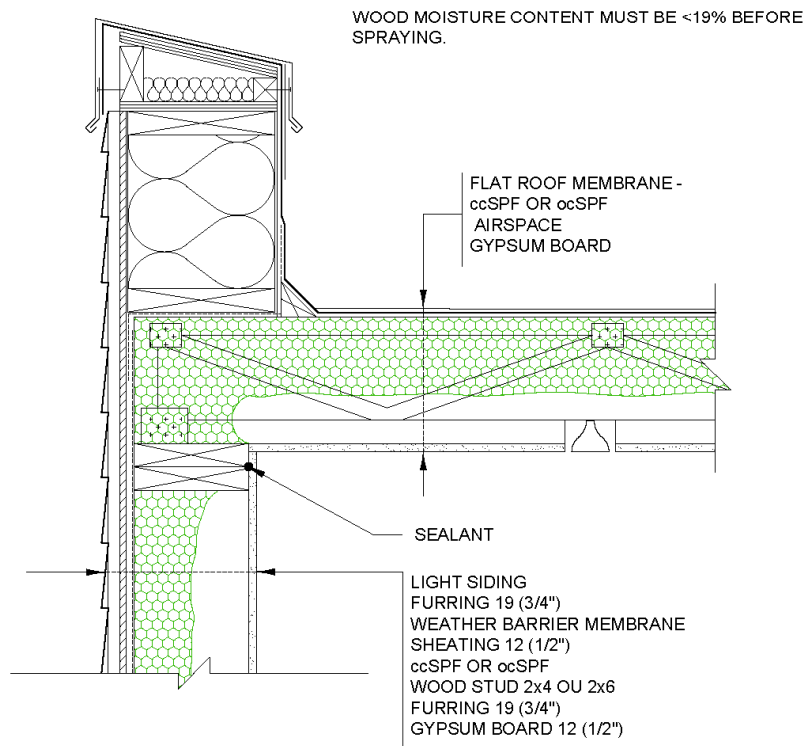 WOOD MOISTURE CONTENT MUST BE <19% BEFORE
SPRAYING.
FLAT ROOF MEMBRANE -
ccSPF OR ocSPF
AIRSPACE
GYPSUM BOARD
SEALANT
LIGHT SIDING
FURRING 19 (3/4")
WEATHER BARRIER MEMBRANE
SHEATING 12 (1/2")
ccSPF OR ocSPF
WOOD STUD 2x4 OU 2x6
FURRING 19 (3/4")
GYPSUM BOARD 12 (1/2")